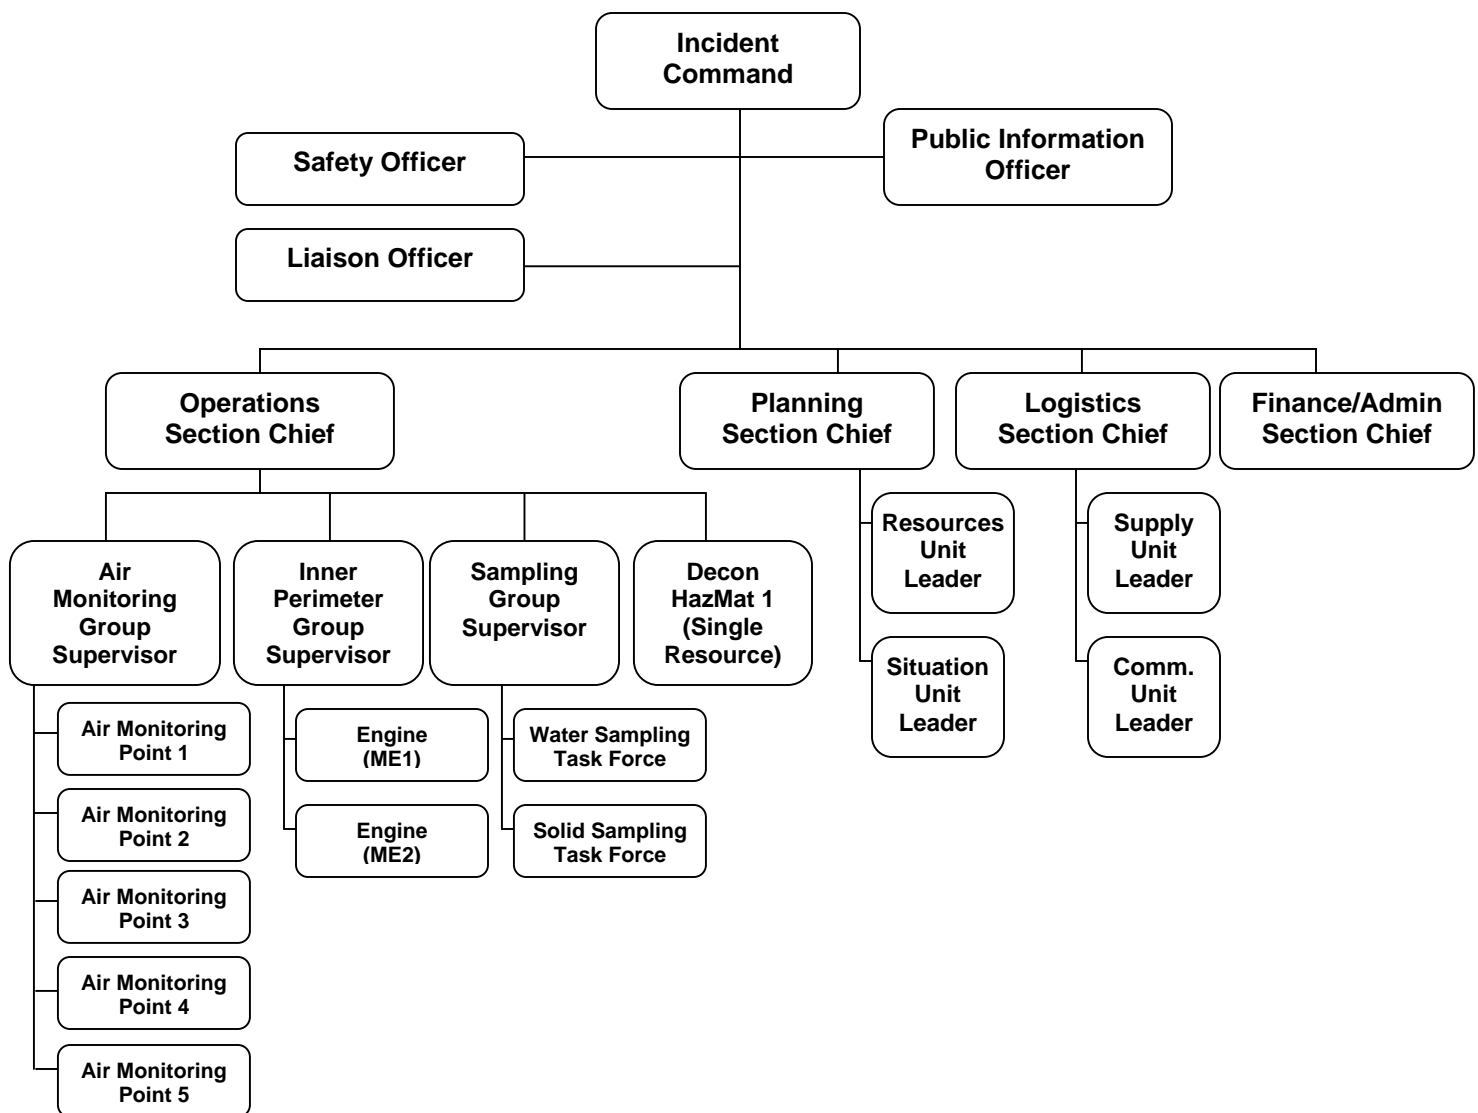 Incident
Command
Safety Officer
Public Information
Officer
Liaison Officer
Operations
Section Chief
Planning
Section Chief
Logistics
Section Chief
Finance/Admin
Section Chief
Air
Monitoring
Group
Supervisor
Inner
Perimeter
Group
Supervisor
Sampling
Group
Supervisor
Decon
HazMat 1
(Single
Resource)
Resources
Unit
Leader
Supply
Unit
Leader
Situation
Unit
Leader
Comm.
Unit
Leader
Air Monitoring
Point 1
Air Monitoring
Point 2
Air Monitoring
Point 3
Air Monitoring
Point 4
Air Monitoring
Point 5
Engine
(ME1)
Engine
(ME2)
Water Sampling
Task Force
Solid Sampling
Task Force